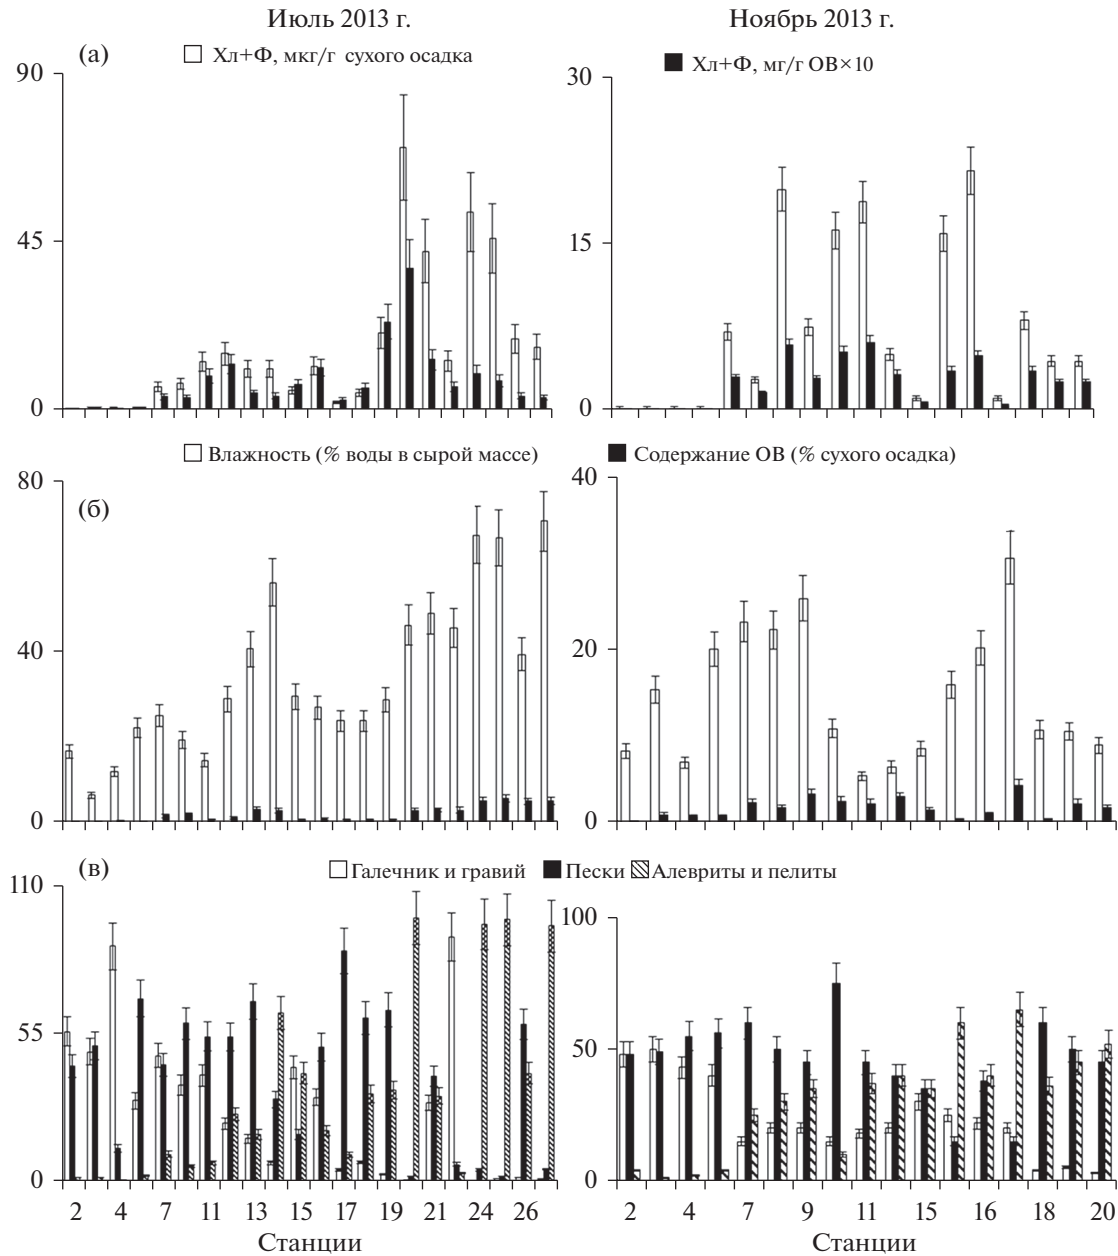 Июль 2013 г. Ноябрь 2013 г.
(а) Хл+Ф, мкг/г сухого осадка Хл+Ф, мг/г ОВ×10
90 30
45 15
0 0
Влажность (% воды в сырой массе) Содержание ОВ (% сухого осадка)
80 (б) 40
40 20
0 0
(в) Галечник и гравий Пески Алевриты и пелиты
110 100
55 50
0 0
2 4 7 11 13 15 17 19 21 24 26 2 4 7 9 11 15 16 18 20
Станции Станции